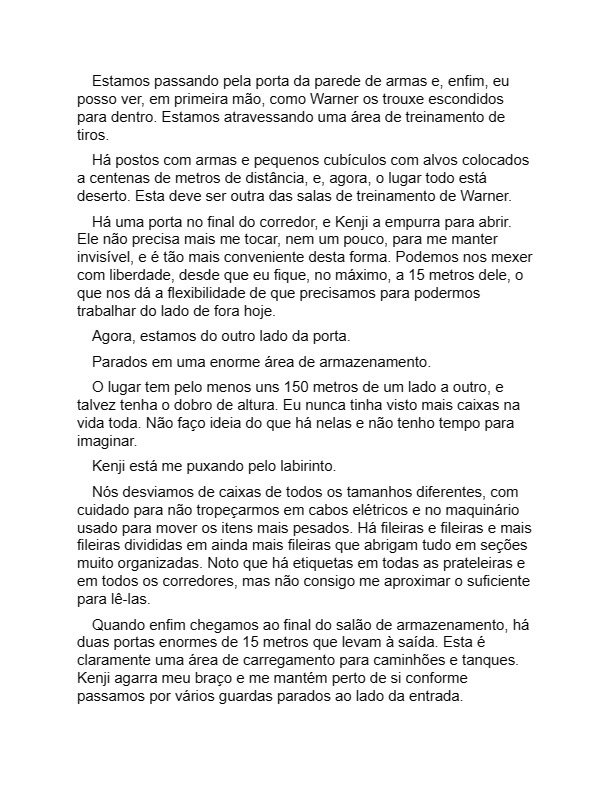 Estamos passando pela porta da parede de armas e, enfim, eu
posso ver, em primeira mão, como Warner os trouxe escondidos
para dentro. Estamos atravessando uma área de treinamento de
tiros.
Há postos com armas e pequenos cubículos com alvos colocados
a centenas de metros de distância, e, agora, o lugar todo está
deserto. Esta deve ser outra das salas de treinamento de Warner.
Há uma porta no final do corredor, e Kenji a empurra para abrir.
Ele não precisa mais me tocar, nem um pouco, para me manter
invisível, e é tão mais conveniente desta forma. Podemos nos mexer
com liberdade, desde que eu fique, no máximo, a 15 metros dele, o
que nos dá a flexibilidade de que precisamos para podermos
trabalhar do lado de fora hoje.
Agora, estamos do outro lado da porta.
Parados em uma enorme área de armazenamento.
O lugar tem pelo menos uns 150 metros de um lado a outro, e
talvez tenha o dobro de altura. Eu nunca tinha visto mais caixas na
vida toda. Não faço ideia do que há nelas e não tenho tempo para
imaginar.
Kenji está me puxando pelo labirinto.
Nós desviamos de caixas de todos os tamanhos diferentes, com
cuidado para não tropeçarmos em cabos elétricos e no maquinário
usado para mover os itens mais pesados. Há fileiras e fileiras e mais
fileiras divididas em ainda mais fileiras que abrigam tudo em seções
muito organizadas. Noto que há etiquetas em todas as prateleiras e
em todos os corredores, mas não consigo me aproximar o suficiente
para lê-las.
Quando enfim chegamos ao final do salão de armazenamento, há
duas portas enormes de 15 metros que levam à saída. Esta é
claramente uma área de carregamento para caminhões e tanques.
Kenji agarra meu braço e me mantém perto de si conforme
passamos por vários guardas parados ao lado da entrada.